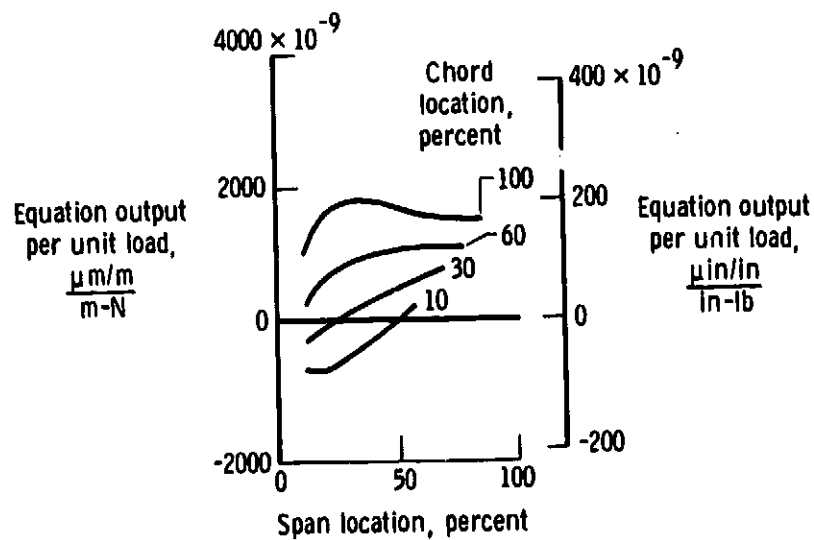 4000 × 10⁻⁹
2000
0
-2000
Equation output
per unit load,
μm/m
m-N
Chord
location,
percent
100
60
30
10
400 × 10⁻⁹
200
0
-200
Equation output
per unit load,
μin/in
in-lb
0
50
100
Span location, percent